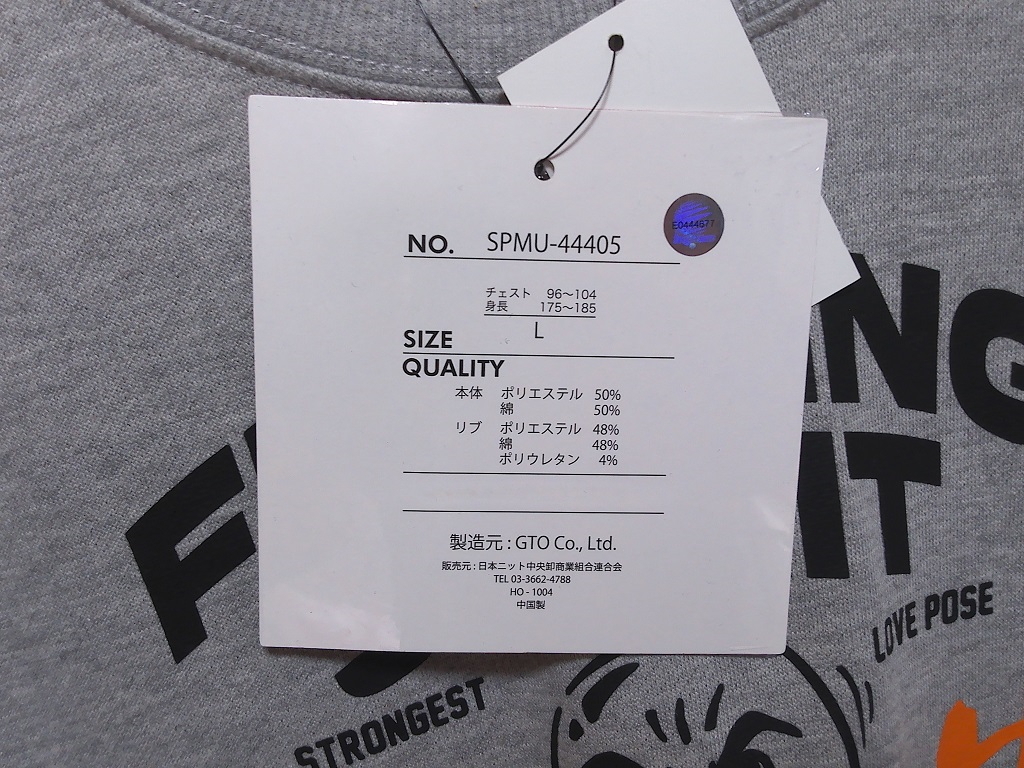 NO. SPMU-44405
E0444677
チェスト 96〜104
身長 175〜185
SIZE L
QUALITY
本体 ポリエステル 50%
綿 50%
リブ ポリエステル 48%
綿 48%
ポリウレタン 4%
製造元 : GTO Co., Ltd.
販売元 : 日本ニット中央卸商業組合連合会
TEL 03-3662-4788
HO - 1004
中国製
LOVE POSE
STRONGEST